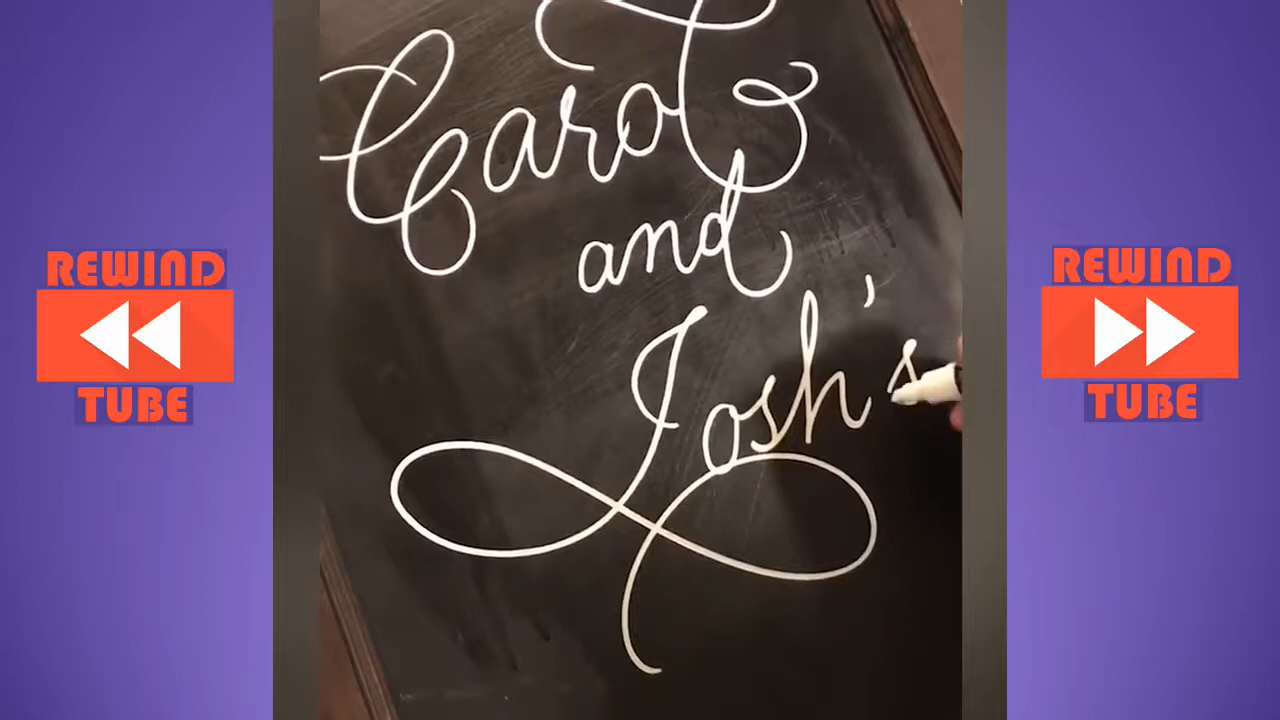 Carol
and
Josh's
REWIND
TUBE
REWIND
TUBE